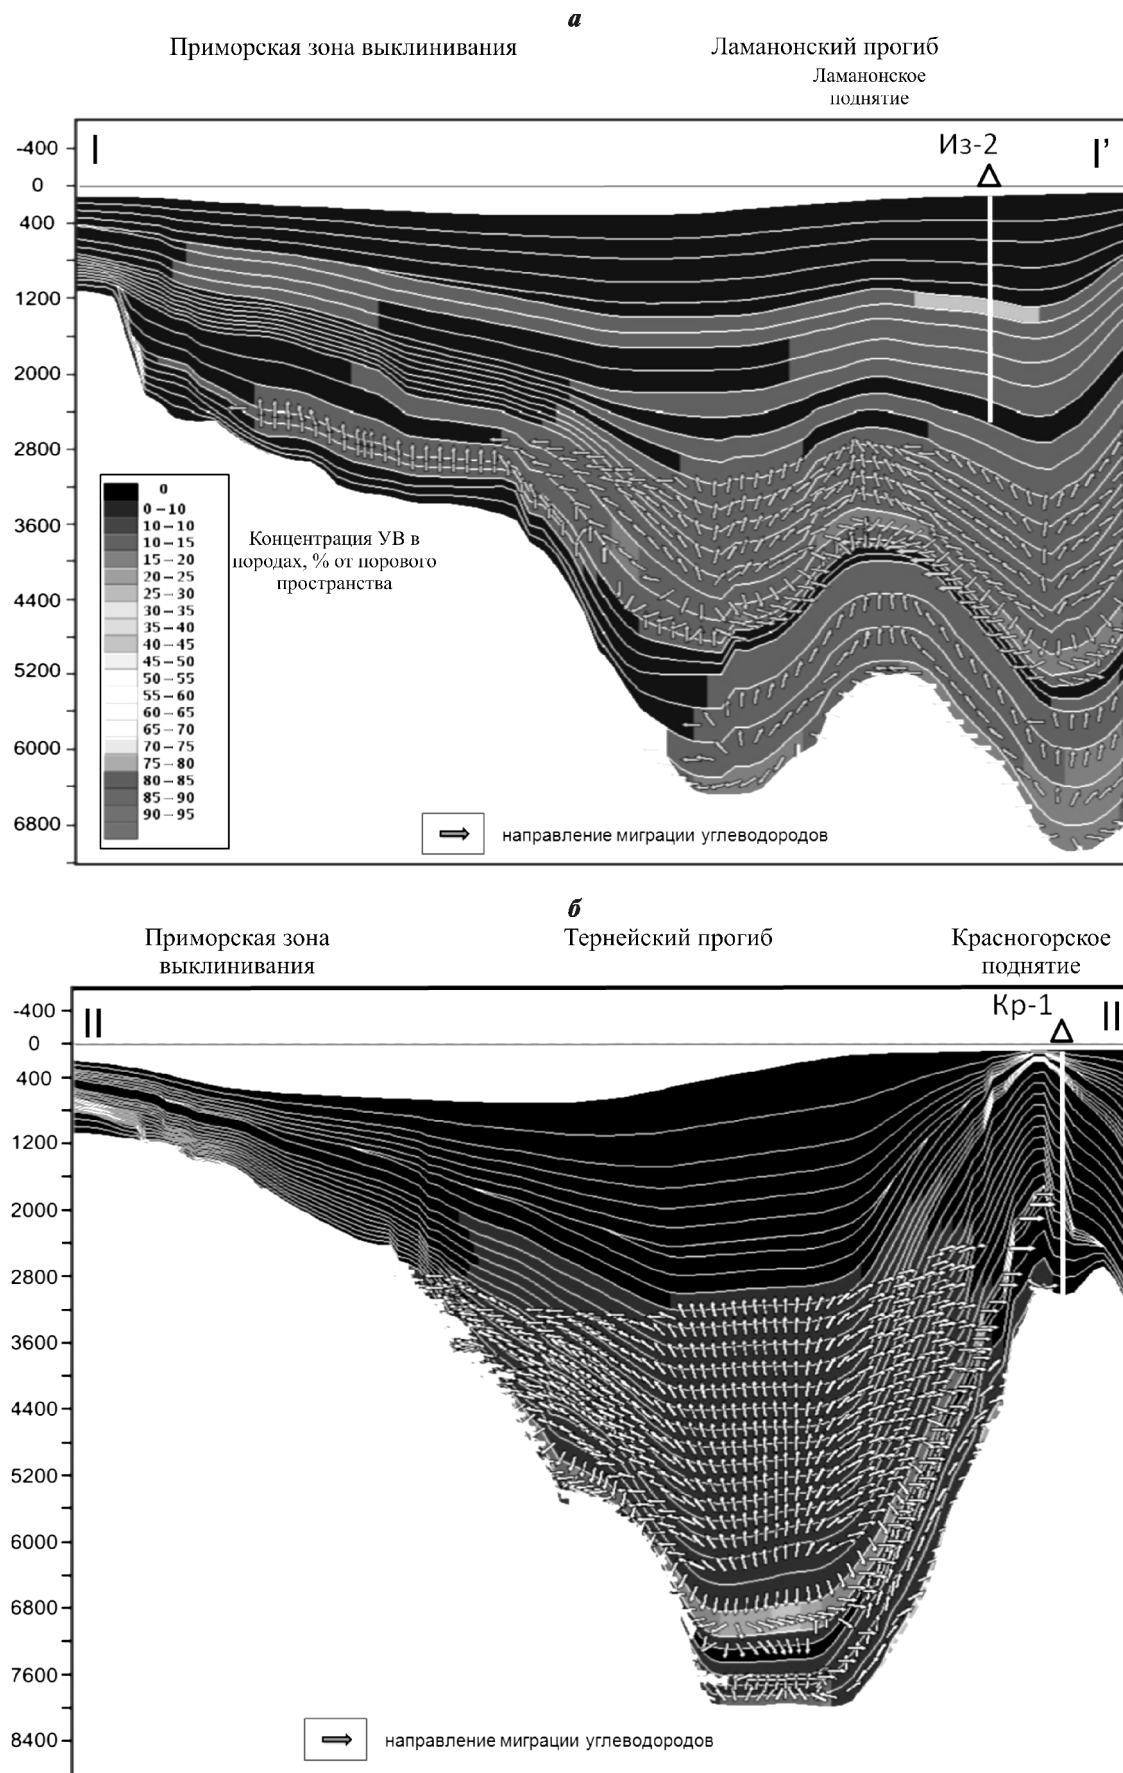 а
Приморская зона выклинивания
Ламанонский прогиб
Ламанонское
поднятие
I
Из-2
I’
-400
0
400
1200
2000
2800
3600
4400
5200
6000
6800
0
0 – 10
10 – 10
10 – 15
15 – 20
20 – 25
25 – 30
30 – 35
35 – 40
40 – 45
45 – 50
50 – 55
55 – 60
60 – 65
65 – 70
70 – 75
75 – 80
80 – 85
85 – 90
90 – 95
Концентрация УВ в
породах, % от порового
пространства
направление миграции углеводородов
б
Приморская зона
выклинивания
Тернейский прогиб
Красногорское
поднятие
II
Кр-1
II
-400
0
400
1200
2000
2800
3600
4400
5200
6000
6800
7600
8400
направление миграции углеводородов